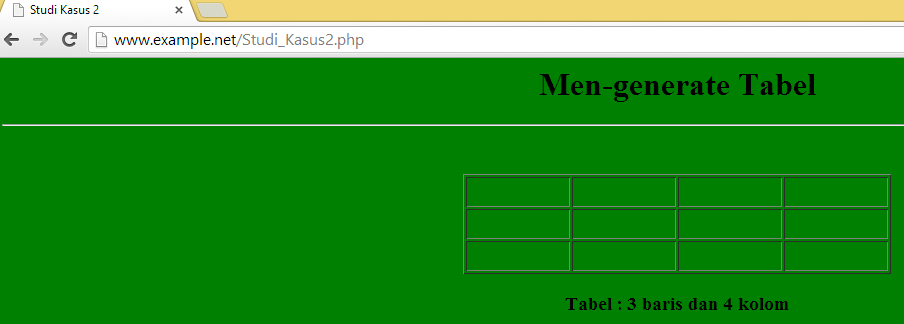 Studi Kasus 2
www.example.net/Studi_Kasus2.php
Men-generate Tabel
Tabel : 3 baris dan 4 kolom